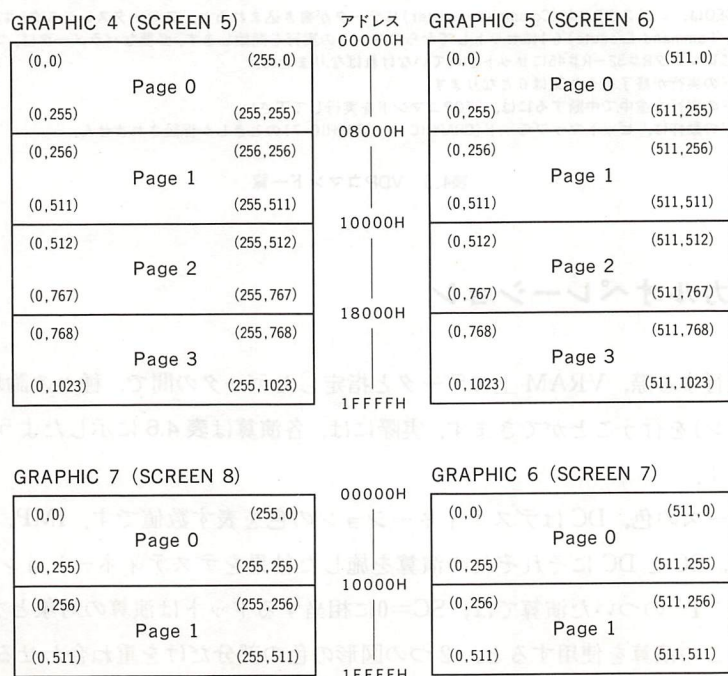 GRAPHIC 4 (SCREEN 5)
アドレス
GRAPHIC 5 (SCREEN 6)
00000H
(0,0) (255,0)
Page 0
(0,255) (255,255)
(0,0) (511,0)
Page 0
(0,255) (511,255)
08000H
(0,256) (256,256)
Page 1
(0,511) (255,511)
(0,256) (511,256)
Page 1
(0,511) (511,511)
10000H
(0,512) (255,512)
Page 2
(0,767) (255,767)
(0,512) (511,512)
Page 2
(0,767) (511,767)
18000H
(0,768) (255,768)
Page 3
(0,1023) (255,1023)
(0,768) (511,768)
Page 3
(0,1023) (511,1023)
1FFFFH
GRAPHIC 7 (SCREEN 8)
GRAPHIC 6 (SCREEN 7)
00000H
(0,0) (255,0)
Page 0
(0,255) (255,255)
(0,0) (511,0)
Page 0
(0,255) (511,255)
10000H
(0,256) (255,256)
Page 1
(0,511) (255,511)
(0,256) (511,256)
Page 1
(0,511) (511,511)
1FFFFH